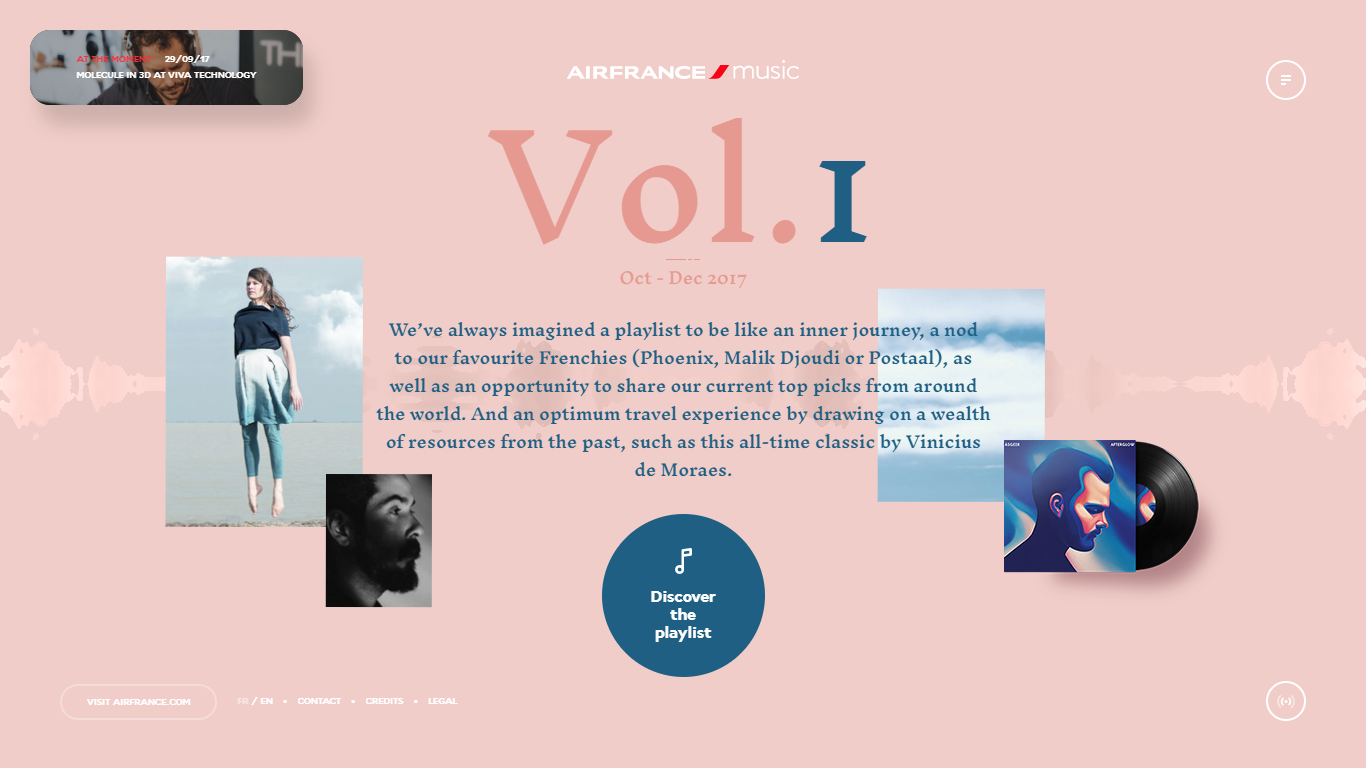 AT THE MOMENT 29/09/17
MOLECULE IN 3D AT VIVA TECHNOLOGY
THE
AIRFRANCE music
Vol.1
Oct - Dec 2017
We've always imagined a playlist to be like an inner journey, a nod
to our favourite Frenchies (Phoenix, Malik Djoudi or Postaal), as
well as an opportunity to share our current top picks from around
the world. And an optimum travel experience by drawing on a wealth
of resources from the past, such as this all-time classic by Vinicius
de Moraes.
ASGEIR AFTERGLOW
Discover
the
playlist
VISIT AIRFRANCE.COM
FR / EN • CONTACT • CREDITS • LEGAL